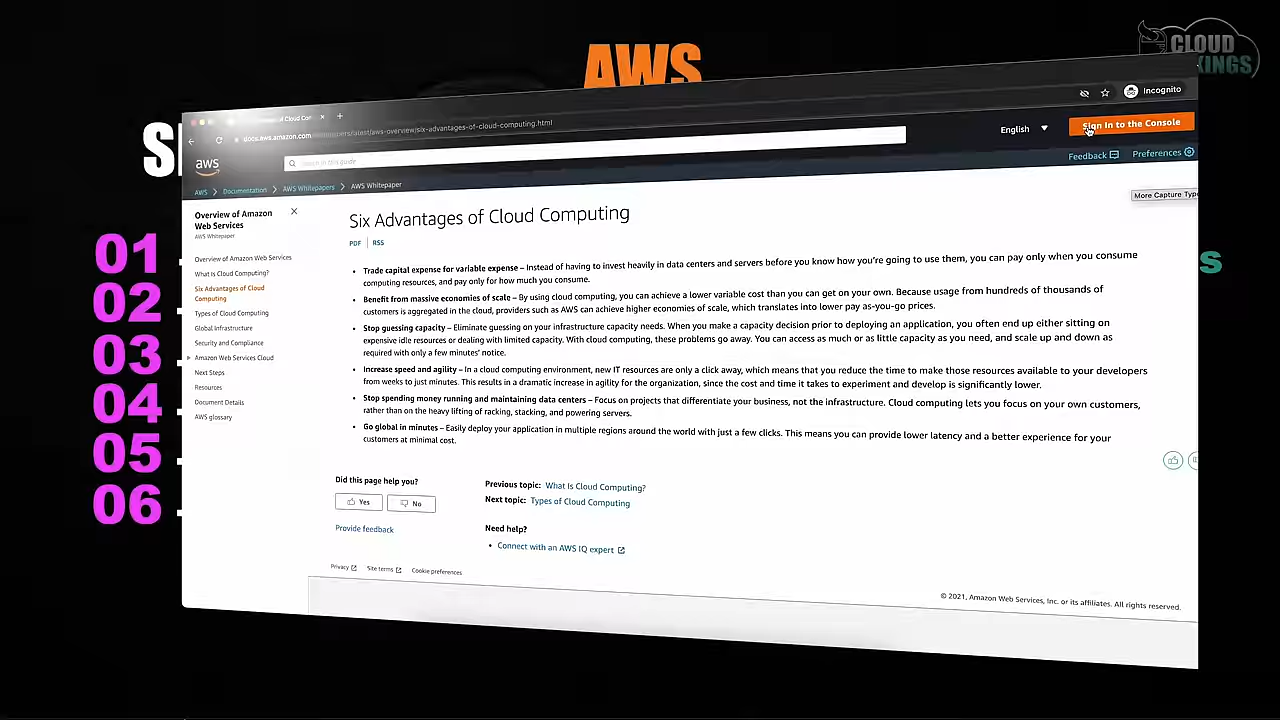 AWS
CLOUD
KINGS
S
S
01
02
03
04
05
06
Incognito
docs.aws.amazon.com
/latest/aws-overview/six-advantages-of-cloud-computing.html
aws
Search in this guide
English
Sign In to the Console
Feedback
Preferences
AWS > Documentation > AWS Whitepapers > AWS Whitepaper
More Capture Typ
Overview of Amazon
Web Services
AWS Whitepaper
Overview of Amazon Web Services
What Is Cloud Computing?
Six Advantages of Cloud
Computing
Types of Cloud Computing
Global Infrastructure
Security and Compliance
Amazon Web Services Cloud
Next Steps
Resources
Document Details
AWS glossary
Six Advantages of Cloud Computing
PDF | RSS
• Trade capital expense for variable expense – Instead of having to invest heavily in data centers and servers before you know how you're going to use them, you can pay only when you consume
computing resources, and pay only for how much you consume.
• Benefit from massive economies of scale – By using cloud computing, you can achieve a lower variable cost than you can get on your own. Because usage from hundreds of thousands of
customers is aggregated in the cloud, providers such as AWS can achieve higher economies of scale, which translates into lower pay as-you-go prices.
• Stop guessing capacity – Eliminate guessing on your infrastructure capacity needs. When you make a capacity decision prior to deploying an application, you often end up either sitting on
expensive idle resources or dealing with limited capacity. With cloud computing, these problems go away. You can access as much or as little capacity as you need, and scale up and down as
required with only a few minutes' notice.
• Increase speed and agility – In a cloud computing environment, new IT resources are only a click away, which means that you reduce the time to make those resources available to your developers
from weeks to just minutes. This results in a dramatic increase in agility for the organization, since the cost and time it takes to experiment and develop is significantly lower.
• Stop spending money running and maintaining data centers – Focus on projects that differentiate your business, not the infrastructure. Cloud computing lets you focus on your own customers,
rather than on the heavy lifting of racking, stacking, and powering servers.
• Go global in minutes – Easily deploy your application in multiple regions around the world with just a few clicks. This means you can provide lower latency and a better experience for your
customers at minimal cost.
Did this page help you?
Yes
No
Provide feedback
Previous topic: What Is Cloud Computing?
Next topic: Types of Cloud Computing
Need help?
• Connect with an AWS IQ expert
Privacy
Site terms
Cookie preferences
© 2021, Amazon Web Services, Inc. or its affiliates. All rights reserved.